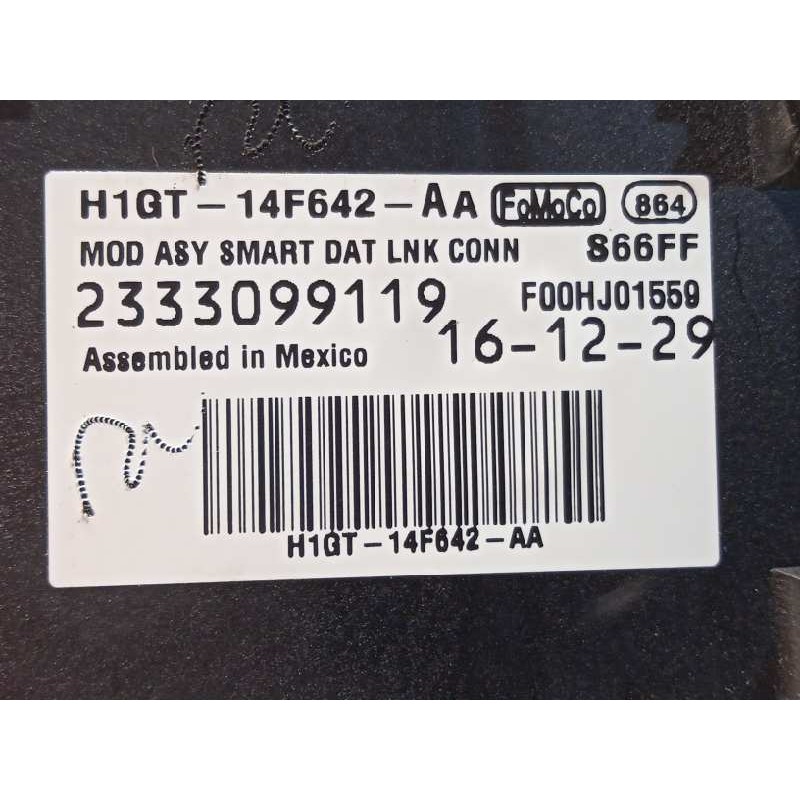 H1GT-14F642-AA FoMoCo 864
MOD ASY SMART DAT LNK CONN S66FF
2333099119 F00HJ01559
Assembled in Mexico 16-12-29
H1GT-14F642-AA